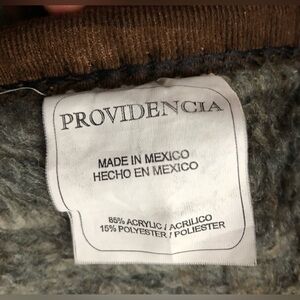 PROVIDENCIA
MADE IN MEXICO
HECHO EN MEXICO
85% ACRYLIC / ACRILICO
15% POLYESTER / POLIESTER